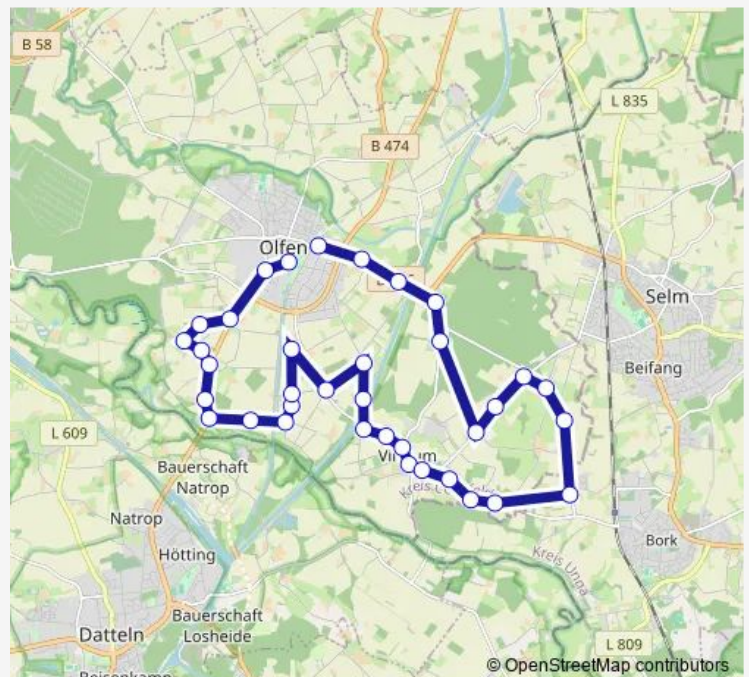 B 58
L 835
B 474
Olfen
Selm
Beifang
L 609
Bauerschaft
Natrop
Natrop
Bork
Hötting
Kreis Unna
Bauerschaft
Losheide
Datteln
L 809
© OpenStreetMap contributors